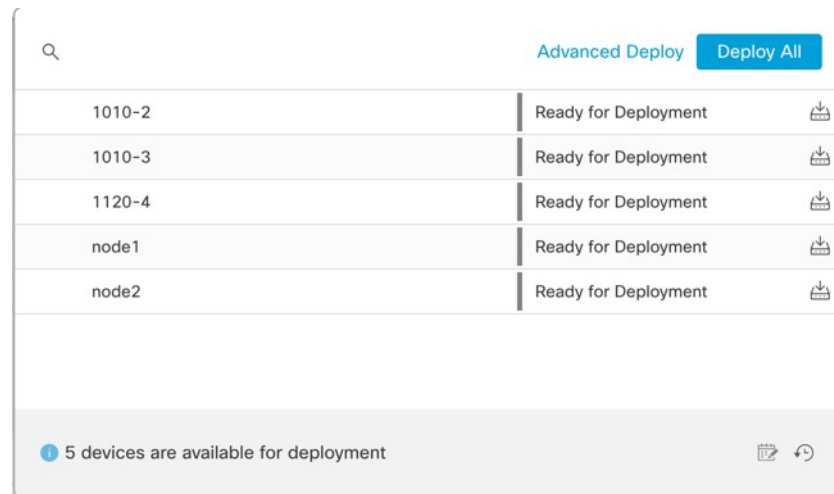 Advanced Deploy Deploy All
1010-2 Ready for Deployment
1010-3 Ready for Deployment
1120-4 Ready for Deployment
node1 Ready for Deployment
node2 Ready for Deployment
5 devices are available for deployment